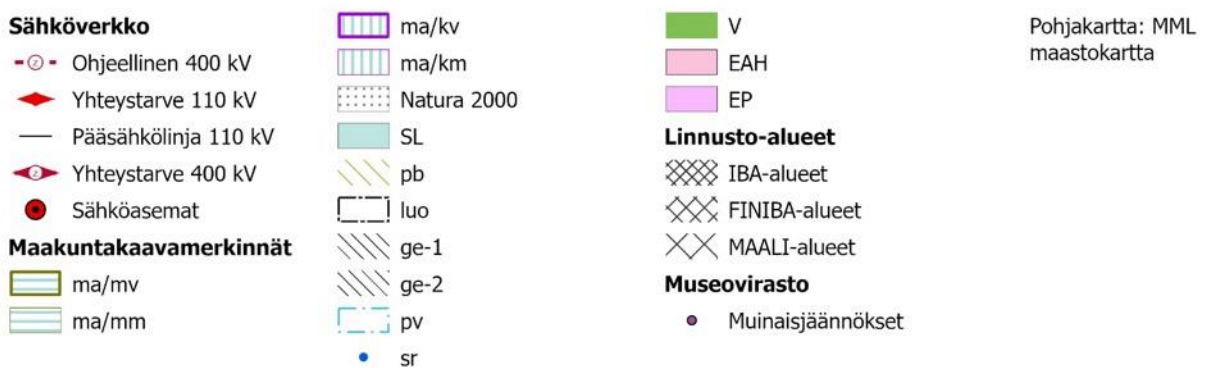 Sähköverkko
Ohjeellinen 400 kV
Yhteystarve 110 kV
Pääsähkölinja 110 kV
Yhteystarve 400 kV
Sähköasemat
Maakuntakaavamerkinnät
ma/mv
ma/mm
ma/kv
ma/km
Natura 2000
SL
pb
luo
ge-1
ge-2
pv
sr
V
EAH
EP
Linnusto-alueet
IBA-alueet
FINIBA-alueet
MAALI-alueet
Museovirasto
Muinaisjäännökset
Pohjakartta: MML
maastokartta